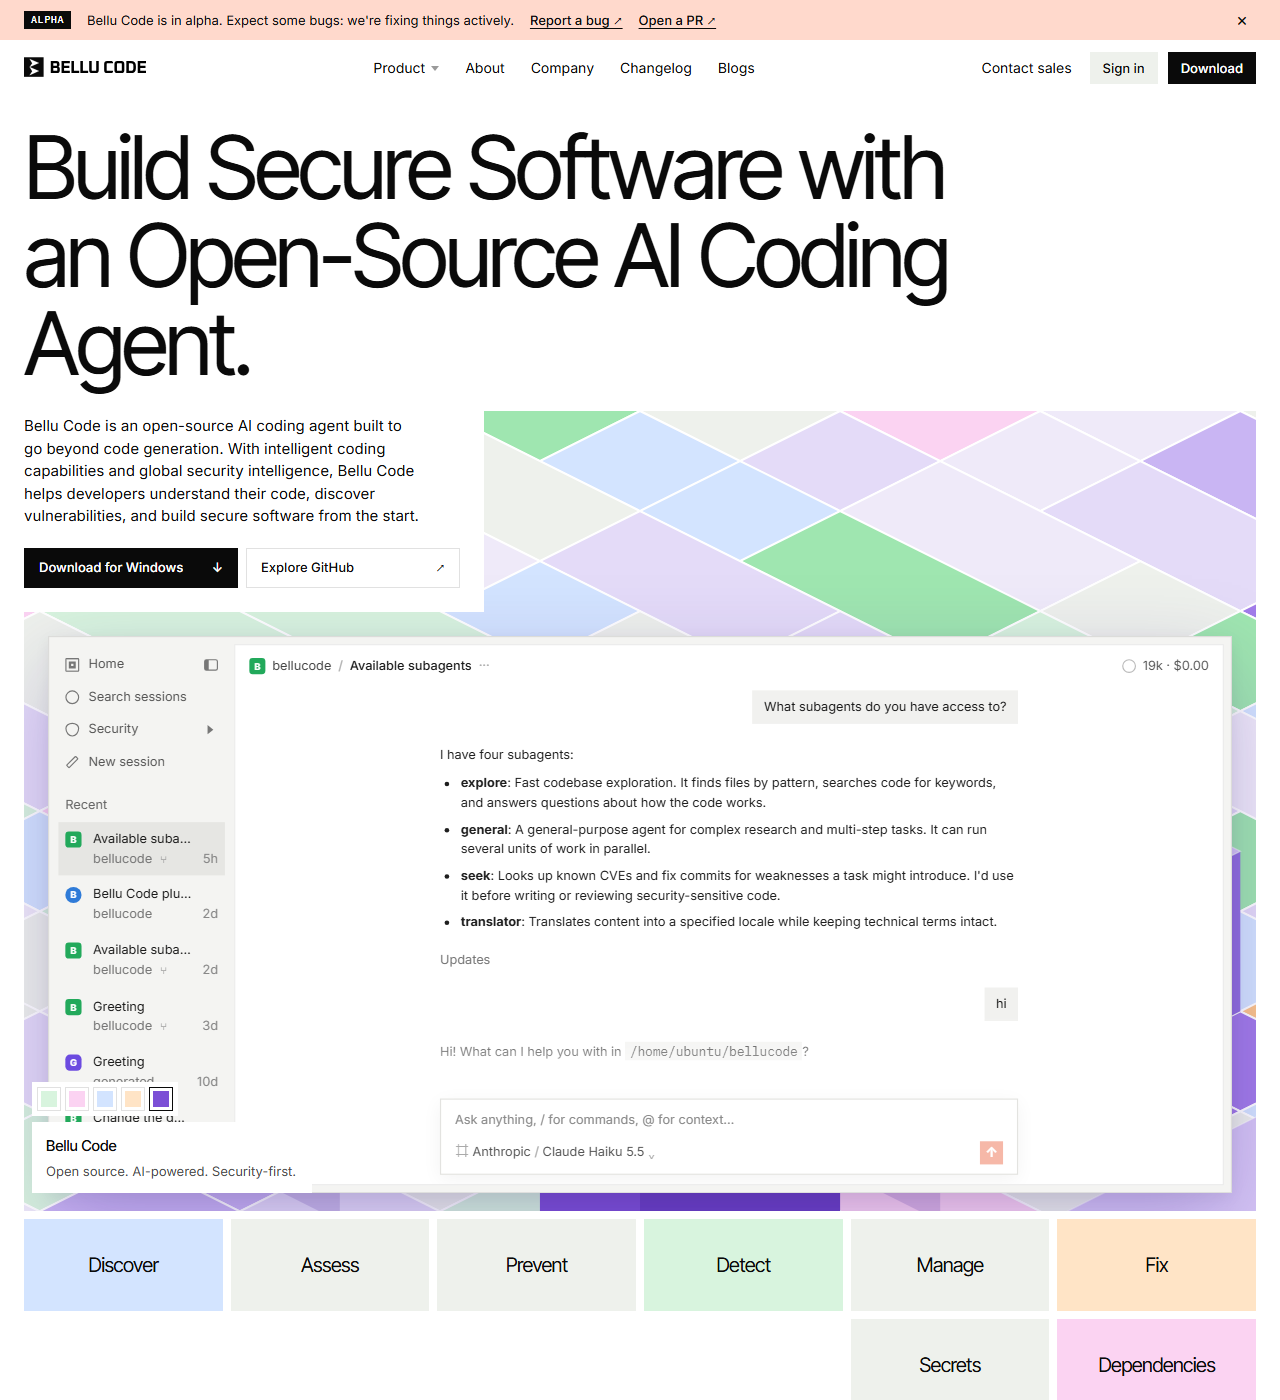 ALPHA Bellu Code is in alpha. Expect some bugs: we're fixing things actively. Report a bug ↗ Open a PR ↗ ✕
BELLU CODE Product About Company Changelog Blogs Contact sales Sign in Download
Build Secure Software with
an Open-Source AI Coding
Agent.
Bellu Code is an open-source AI coding agent built to
go beyond code generation. With intelligent coding
capabilities and global security intelligence, Bellu Code
helps developers understand their code, discover
vulnerabilities, and build secure software from the start.
Download for Windows ↓ Explore GitHub ↗
Home
Search sessions
Security
New session
Recent
B Available suba...
bellucode 5h
B Bellu Code plu...
bellucode 2d
B Available suba...
bellucode 2d
B Greeting
bellucode 3d
G Greeting
generated 10d
B Change the d...
B bellucode / Available subagents ···
19k · $0.00
What subagents do you have access to?
I have four subagents:
• explore: Fast codebase exploration. It finds files by pattern, searches code for keywords,
and answers questions about how the code works.
• general: A general-purpose agent for complex research and multi-step tasks. It can run
several units of work in parallel.
• seek: Looks up known CVEs and fix commits for weaknesses a task might introduce. I'd use
it before writing or reviewing security-sensitive code.
• translator: Translates content into a specified locale while keeping technical terms intact.
Updates
hi
Hi! What can I help you with in /home/ubuntu/bellucode ?
Ask anything, / for commands, @ for context...
Anthropic / Claude Haiku 5.5
Bellu Code
Open source. AI-powered. Security-first.
Discover Assess Prevent Detect Manage Fix
Secrets Dependencies